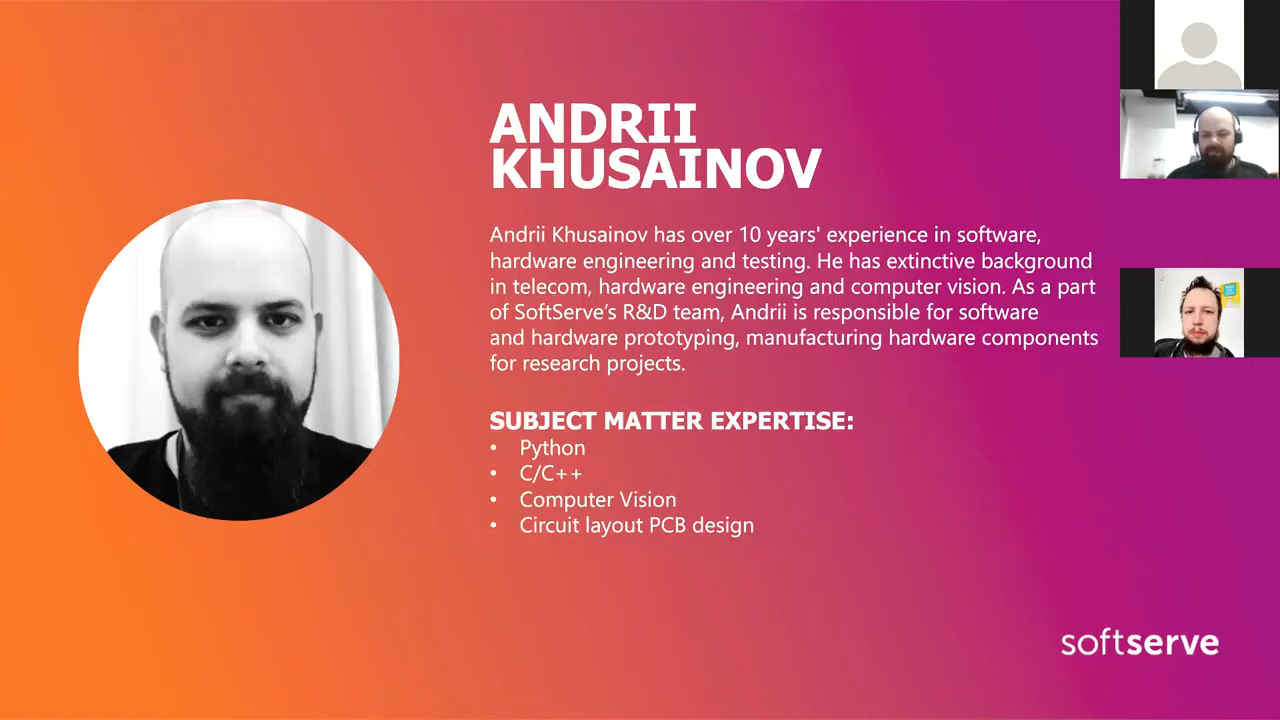 ANDRII
KHUSAINOV
Andrii Khusainov has over 10 years' experience in software,
hardware engineering and testing. He has extinctive background
in telecom, hardware engineering and computer vision. As a part
of SoftServe’s R&D team, Andrii is responsible for software
and hardware prototyping, manufacturing hardware components
for research projects.
SUBJECT MATTER EXPERTISE:
• Python
• C/C++
• Computer Vision
• Circuit layout PCB design
softserve